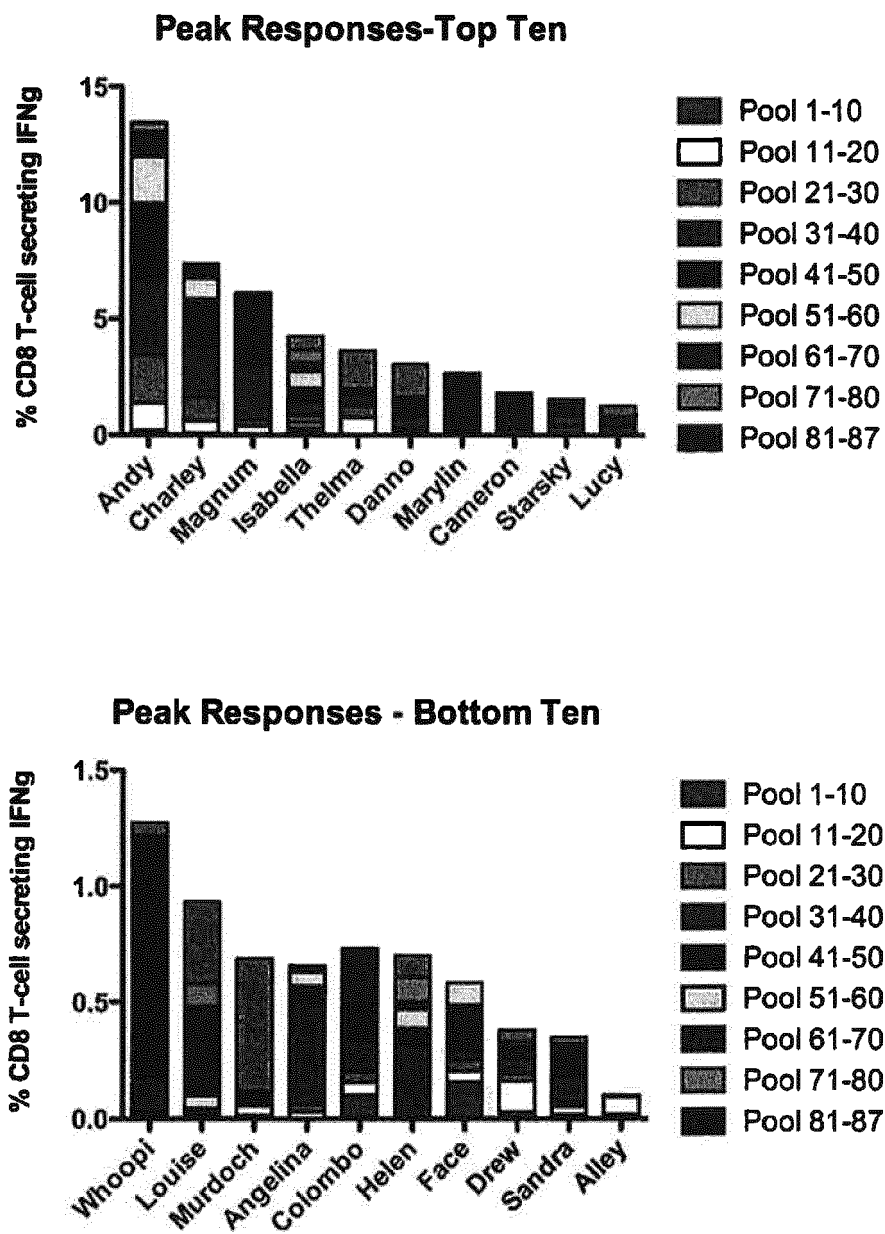 Peak Responses-Top Ten
% CD8 T-cell secreting IFNg
15
10
5
0
Andy
Charley
Magnum
Isabella
Thelma
Danno
Marylin
Cameron
Starsky
Lucy
Pool 1-10
Pool 11-20
Pool 21-30
Pool 31-40
Pool 41-50
Pool 51-60
Pool 61-70
Pool 71-80
Pool 81-87
Peak Responses - Bottom Ten
% CD8 T-cell secreting IFNg
1.5
1.0
0.5
0.0
Whoopi
Louise
Murdoch
Angelina
Colombo
Helen
Face
Drew
Sandra
Alley
Pool 1-10
Pool 11-20
Pool 21-30
Pool 31-40
Pool 41-50
Pool 51-60
Pool 61-70
Pool 71-80
Pool 81-87